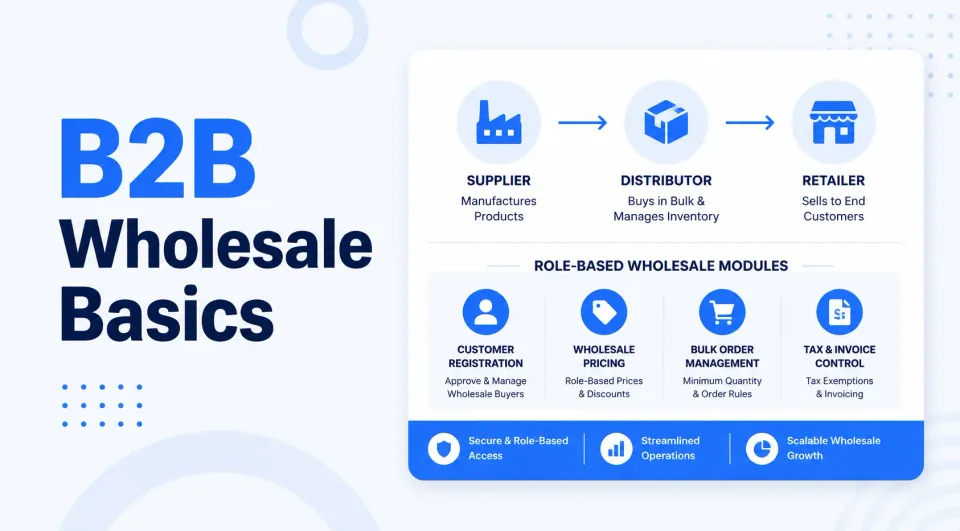 B2B
Wholesale
Basics
SUPPLIER
Manufactures
Products
DISTRIBUTOR
Buys in Bulk &
Manages Inventory
RETAILER
Sells to End
Customers
ROLE-BASED WHOLESALE MODULES
CUSTOMER
REGISTRATION
Approve & Manage
Wholesale Buyers
WHOLESALE
PRICING
Role-Based Prices
& Discounts
BULK ORDER
MANAGEMENT
Minimum Quantity
& Order Rules
TAX & INVOICE
CONTROL
Tax Exemptions
& Invoicing
Secure & Role-Based
Access
Streamlined
Operations
Scalable Wholesale
Growth